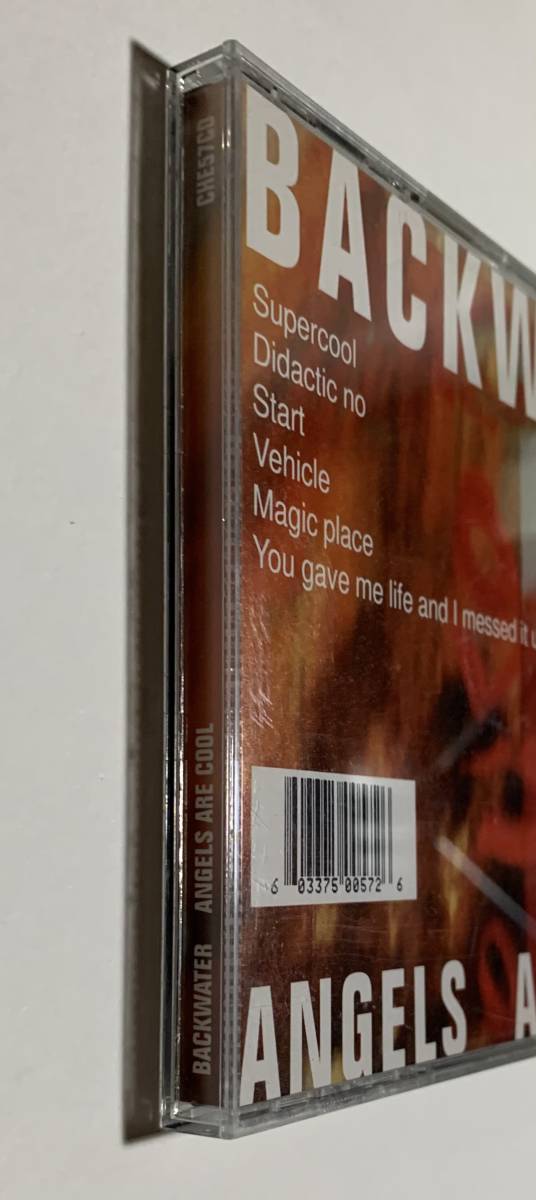 CHE57CD
BACKWATER ANGELS ARE COOL
BACKW
Supercool
Didactic no
Start
Vehicle
Magic place
You gave me life and I messed it u
6 03375 00572 6
ANGELS A